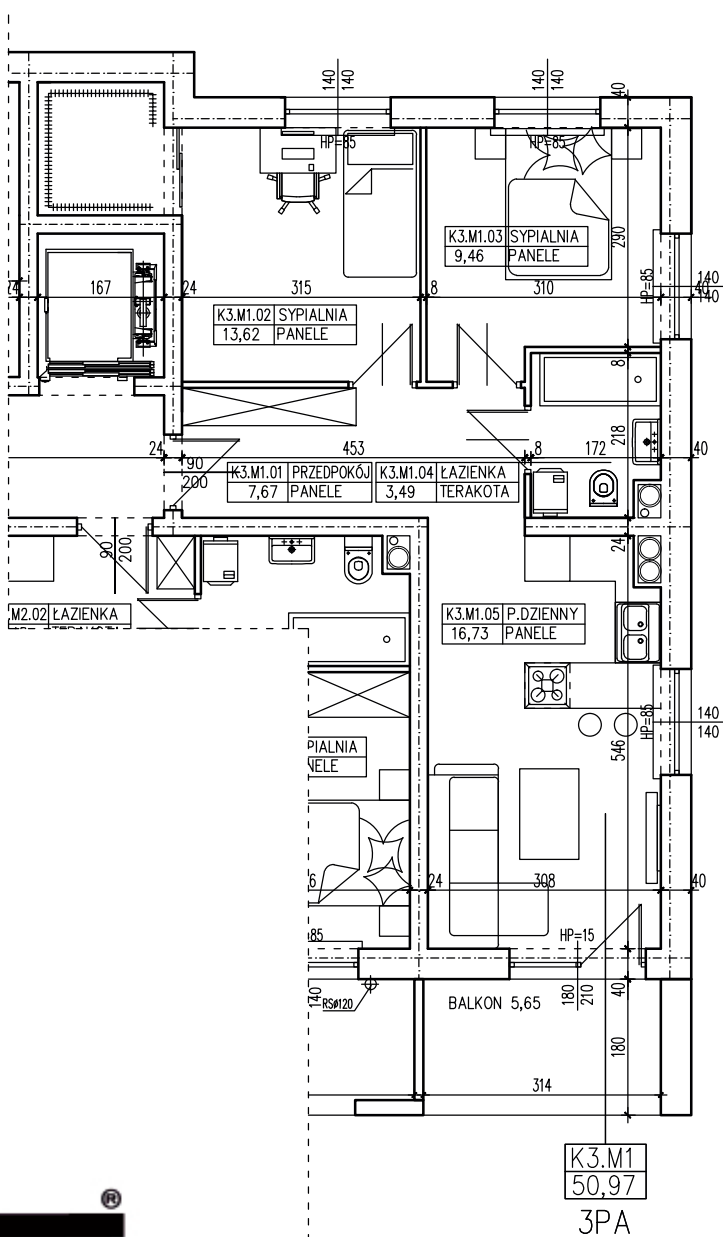 140
140
140
140
40
HP=85
HP=85
K3.M1.03 SYPIALNIA
9,46 PANELE
290
HP=85
140
140
40
24
167
24
315
8
310
K3.M1.02 SYPIALNIA
13,62 PANELE
8
218
24
453
8
172
40
90
200
K3.M1.01 PRZEDPOKÓJ
7,67 PANELE
K3.M1.04 ŁAZIENKA
3,49 TERAKOTA
90
200
24
M2.02 ŁAZIENKA
K3.M1.05 P.DZIENNY
16,73 PANELE
HP=85
140
140
546
PIALNIA
NELE
6
24
308
40
85
HP=15
140
RSø120
BALKON 5,65
180
210
40
180
314
K3.M1
50,97
3PA
®